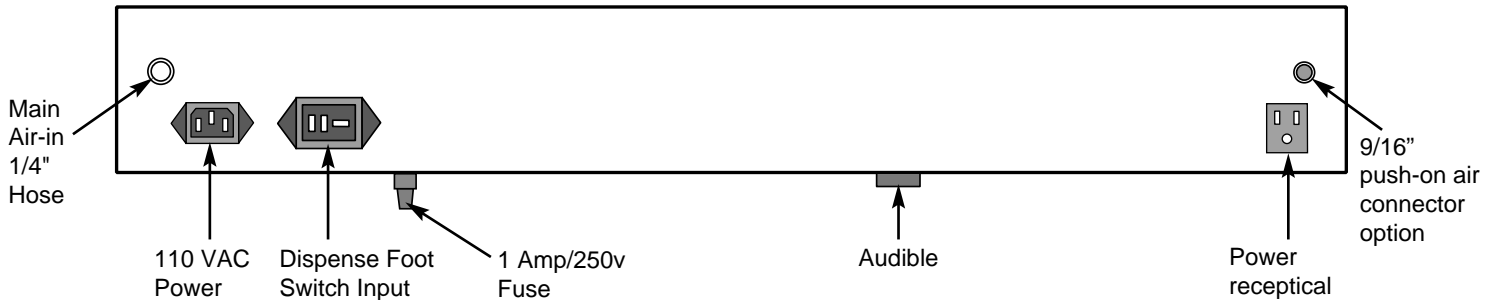 Main
Air-in
1/4"
Hose
110 VAC
Power
Dispense Foot
Switch Input
1 Amp/250v
Fuse
Audible
Power
receptical
9/16”
push-on air
connector
option